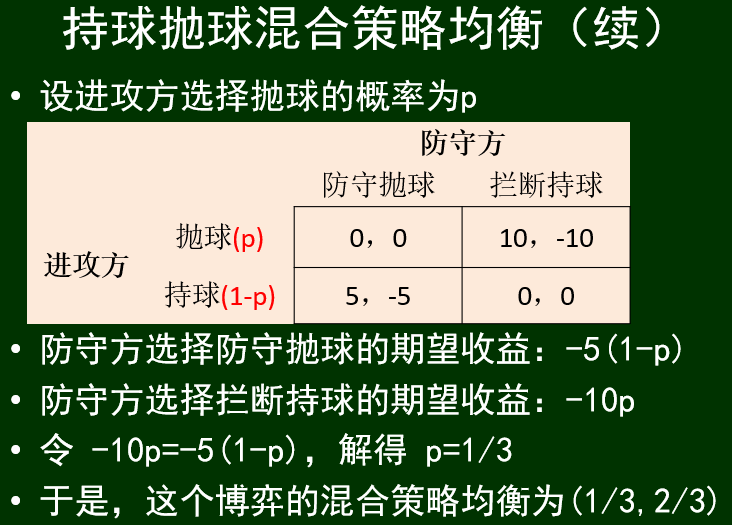 持球抛球混合策略均衡（续）
• 设进攻方选择抛球的概率为p
防守方
防守抛球 拦断持球
抛球(p) 0，0 10，-10
进攻方
持球(1-p) 5，-5 0，0
• 防守方选择防守抛球的期望收益：-5(1-p)
• 防守方选择拦断持球的期望收益：-10p
• 令 -10p=-5(1-p)，解得 p=1/3
• 于是，这个博弈的混合策略均衡为(1/3,2/3)